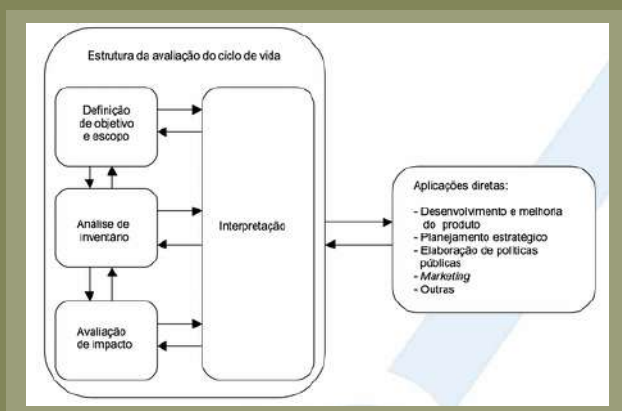 Estrutura da avaliação do ciclo de vida
Definição
de objetivo
e escopo
Análise de
inventário
Avaliação
de impacto
Interpretação
Aplicações diretas:
- Desenvolvimento e melhoria
do produto
- Planejamento estratégico
- Elaboração de políticas
públicas
- Marketing
- Outras